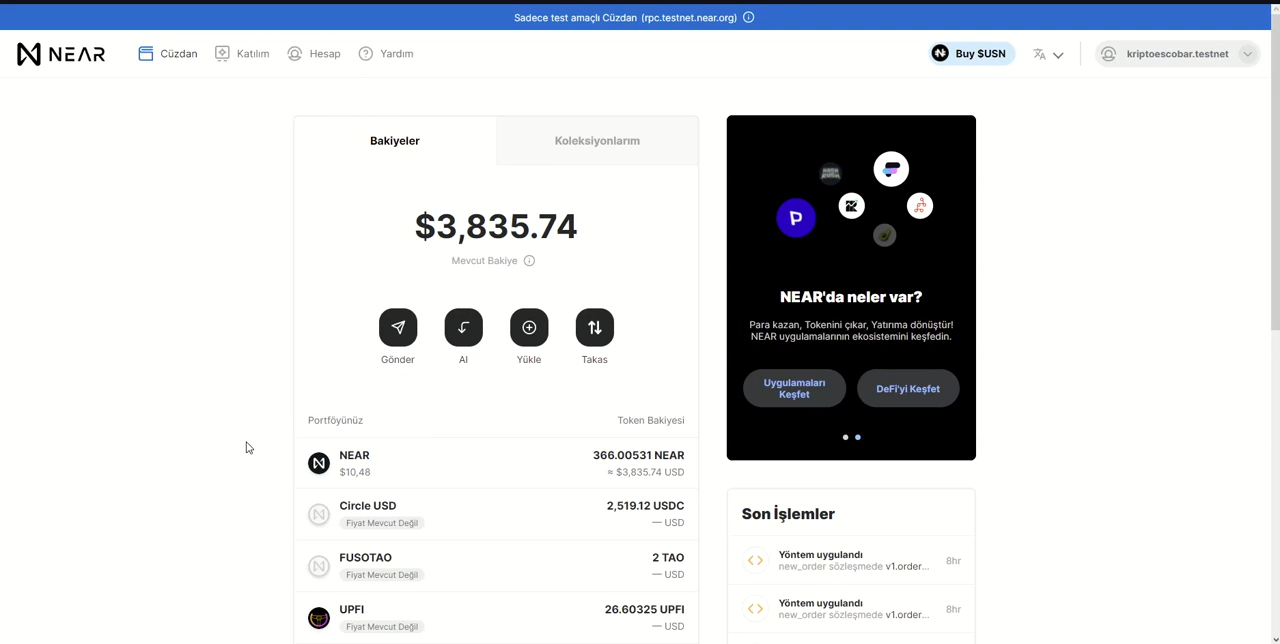 Sadece test amaçlı Cüzdan (rpc.testnet.near.org)
NEAR
Cüzdan
Katılım
Hesap
Yardım
Buy $USN
kriptoescobar.testnet
Bakiyeler
Koleksiyonlarım
$3,835.74
Mevcut Bakiye
Gönder
Al
Yükle
Takas
Portföyünüz
Token Bakiyesi
NEAR
366.00531 NEAR
$10,48
≈ $3,835.74 USD
Circle USD
2,519.12 USDC
Fiyat Mevcut Değil
— USD
FUSOTAO
2 TAO
Fiyat Mevcut Değil
— USD
UPFI
26.60325 UPFI
Fiyat Mevcut Değil
— USD
NEAR'da neler var?
Para kazan, Tokenini çıkar, Yatırıma dönüştür!
NEAR uygulamalarının ekosistemini keşfedin.
Uygulamaları
Keşfet
DeFi'yi Keşfet
Son İşlemler
Yöntem uygulandı
new_order sözleşmede v1.order...
8hr
Yöntem uygulandı
new_order sözleşmede v1.order...
8hr